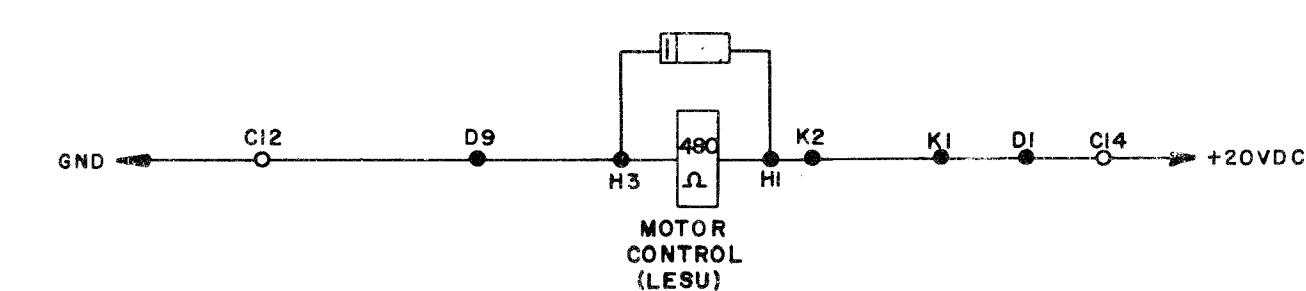 C12 D9 K2 K1 D1 C14
GND +20VDC
480
Ω
H3 H1
MOTOR
CONTROL
(LESU)